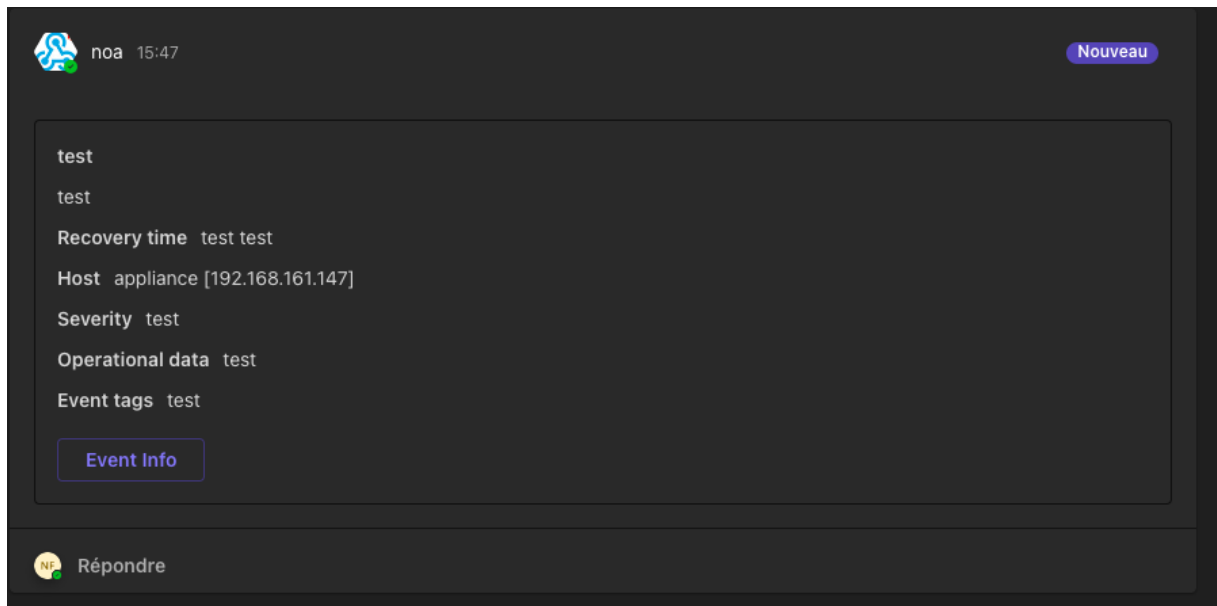 noa 15:47 Nouveau
test
test
Recovery time test test
Host appliance [192.168.161.147]
Severity test
Operational data test
Event tags test
Event Info
NF Répondre